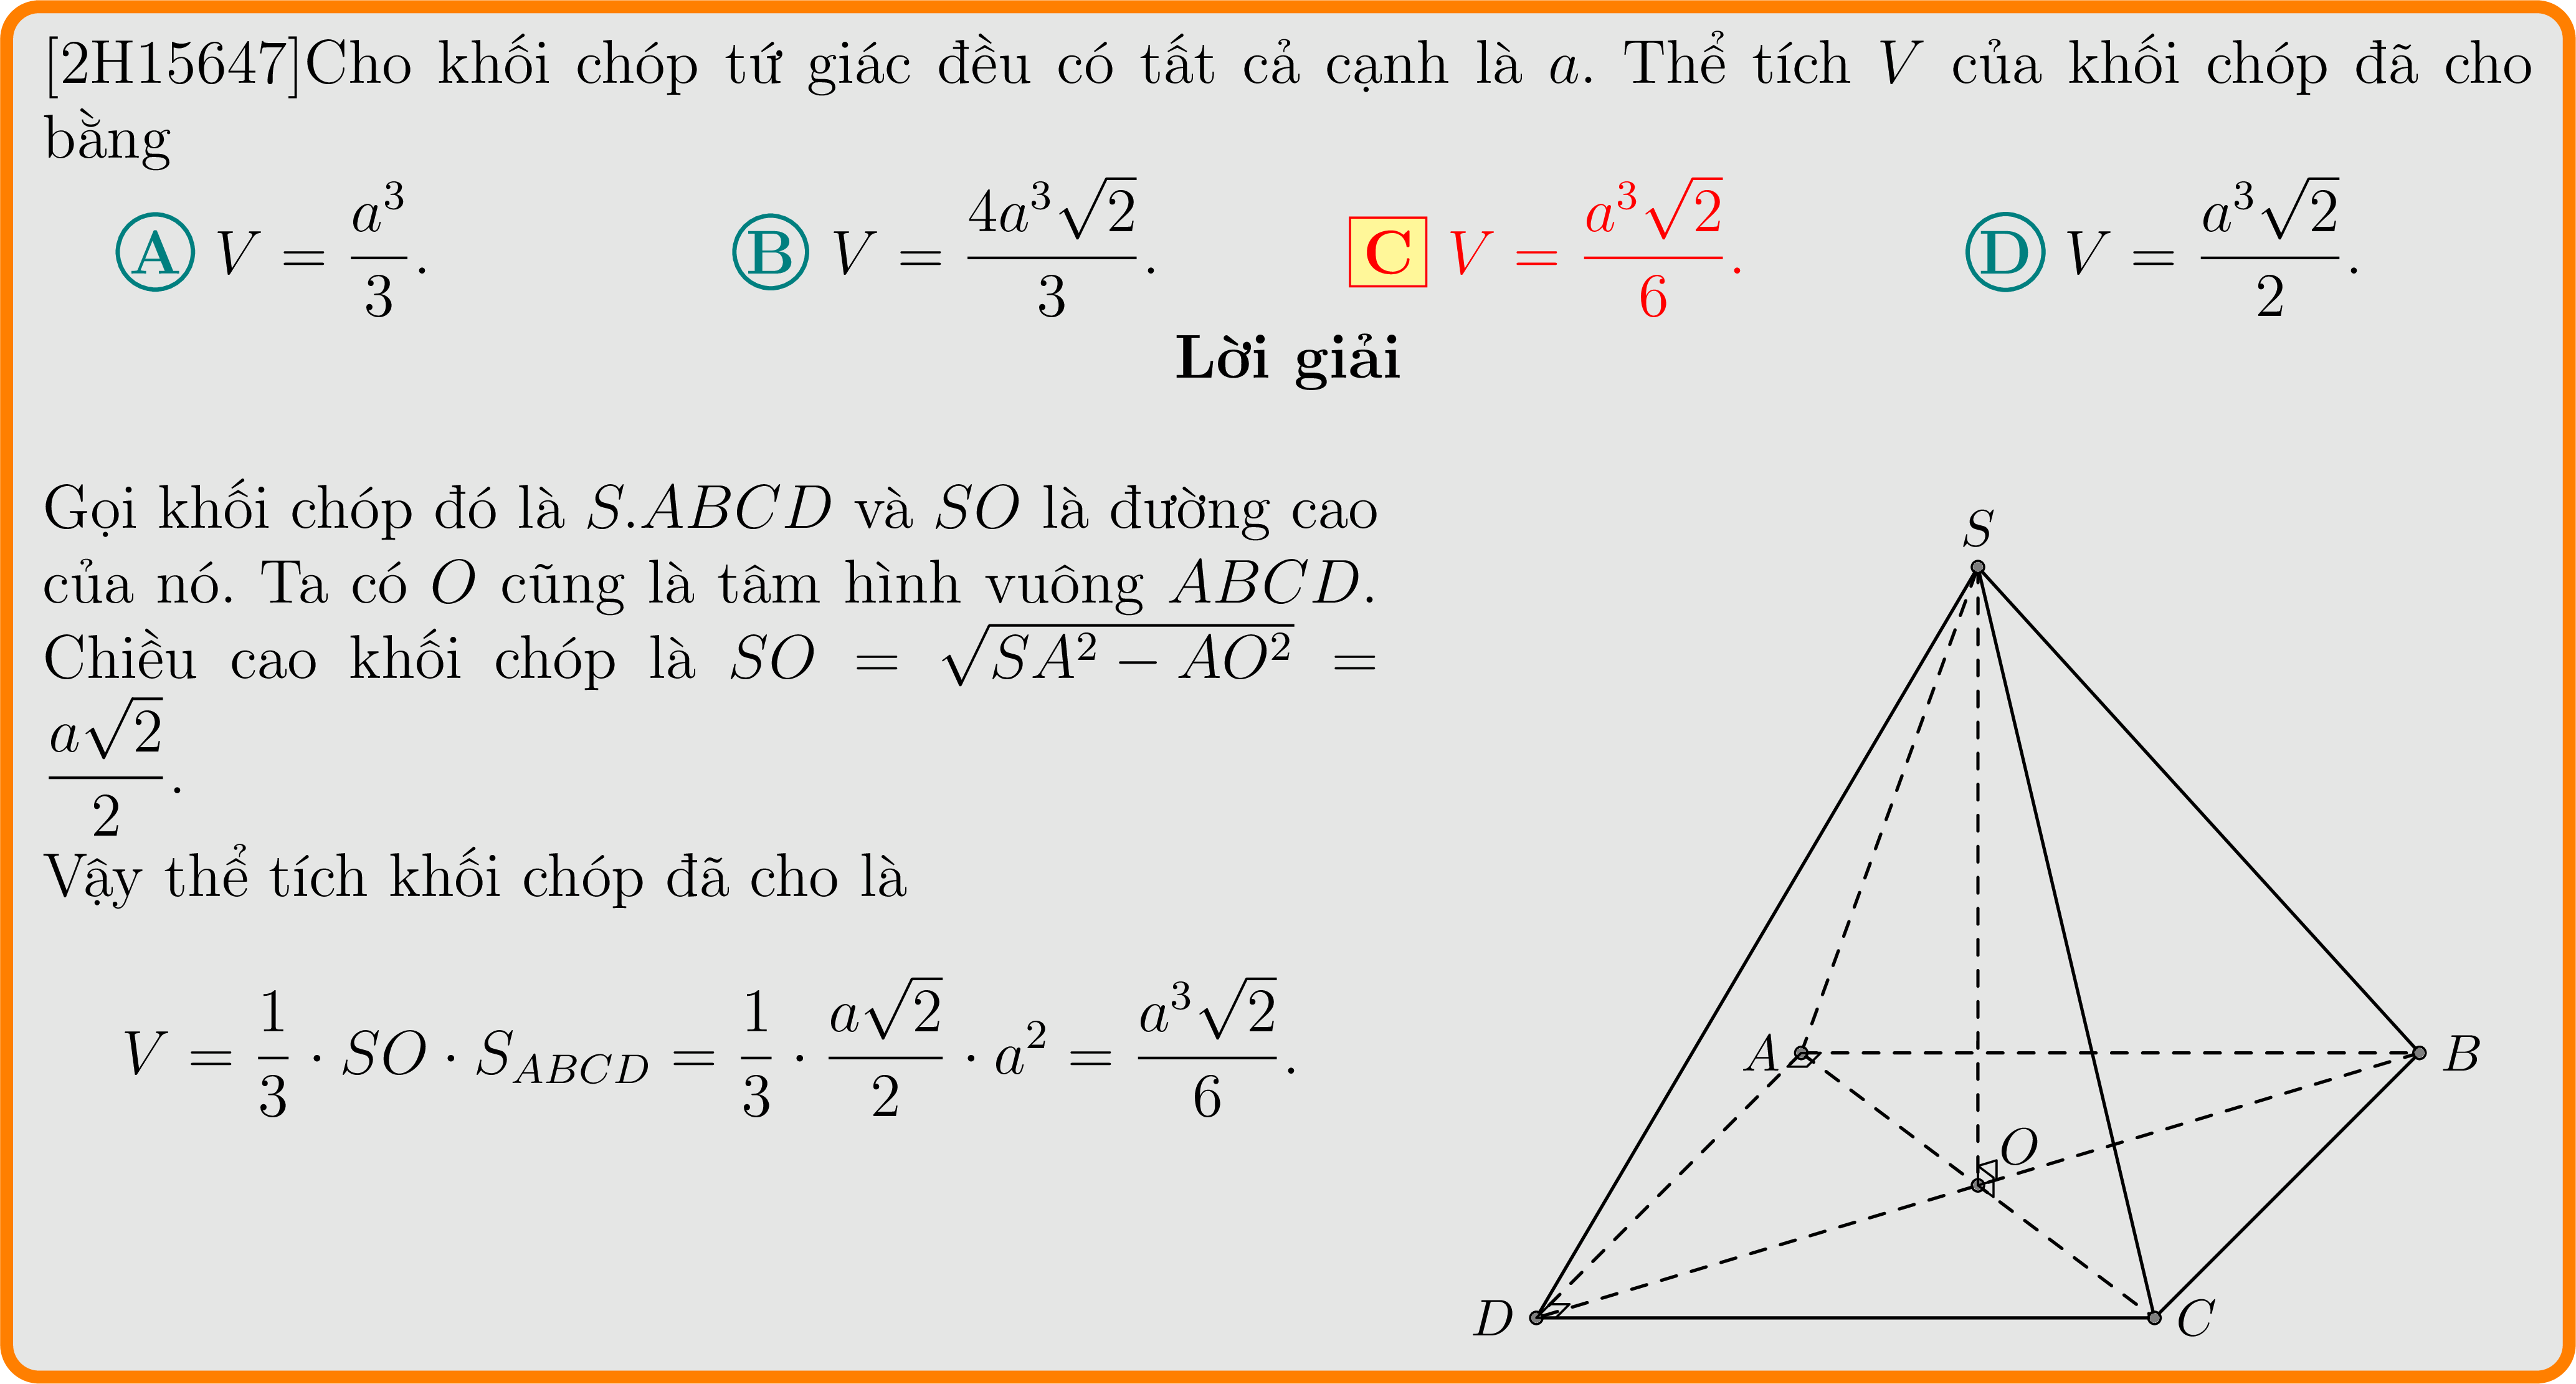 [2H15647]Cho khối chóp tứ giác đều có tất cả cạnh là a. Thể tích V của khối chóp đã cho
bằng
A V = \frac{a^3}{3}. B V = \frac{4a^3\sqrt{2}}{3}. C V = \frac{a^3\sqrt{2}}{6}. D V = \frac{a^3\sqrt{2}}{2}.
Lời giải
Gọi khối chóp đó là S.ABCD và SO là đường cao
của nó. Ta có O cũng là tâm hình vuông ABCD.
Chiều cao khối chóp là SO = \sqrt{SA^2 − AO^2} =
\frac{a\sqrt{2}}{2}.
Vậy thể tích khối chóp đã cho là
V = \frac{1}{3} · SO · S_{ABCD} = \frac{1}{3} · \frac{a\sqrt{2}}{2} · a^2 = \frac{a^3\sqrt{2}}{6}.
S
A
B
O
D
C